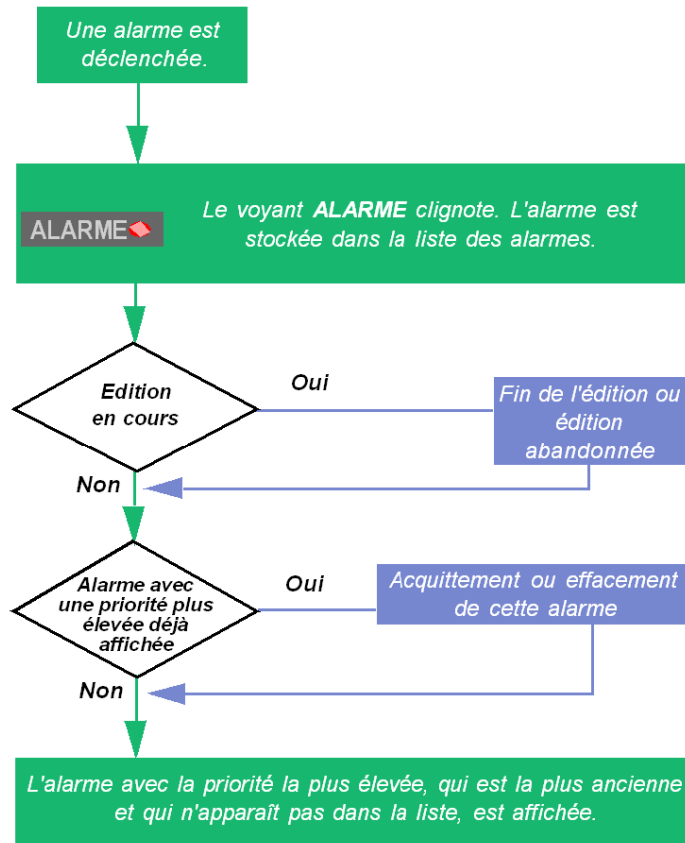 Une alarme est
déclenchée.
ALARME
Le voyant ALARME clignote. L'alarme est
stockée dans la liste des alarmes.
Edition
en cours
Oui
Fin de l'édition ou
édition
abandonnée
Non
Alarme avec
une priorité plus
élevée déjà
affichée
Oui
Acquittement ou effacement
de cette alarme
Non
L'alarme avec la priorité la plus élevée, qui est la plus ancienne
et qui n'apparaît pas dans la liste, est affichée.